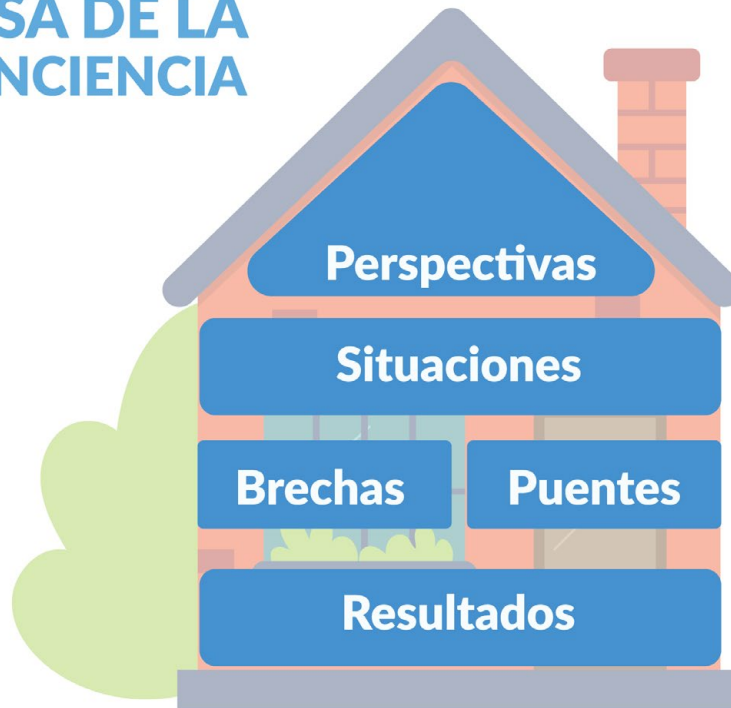 SA DE LA
NCIENCIA
Perspectivas
Situaciones
Brechas
Puentes
Resultados